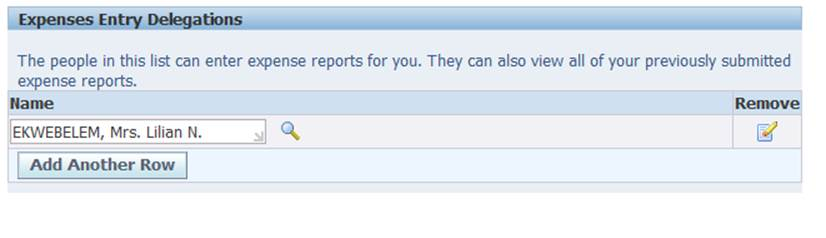 Expenses Entry Delegations
The people in this list can enter expense reports for you. They can also view all of your previously submitted
expense reports.
Name Remove
EKWEBELEM, Mrs. Lilian N.
Add Another Row